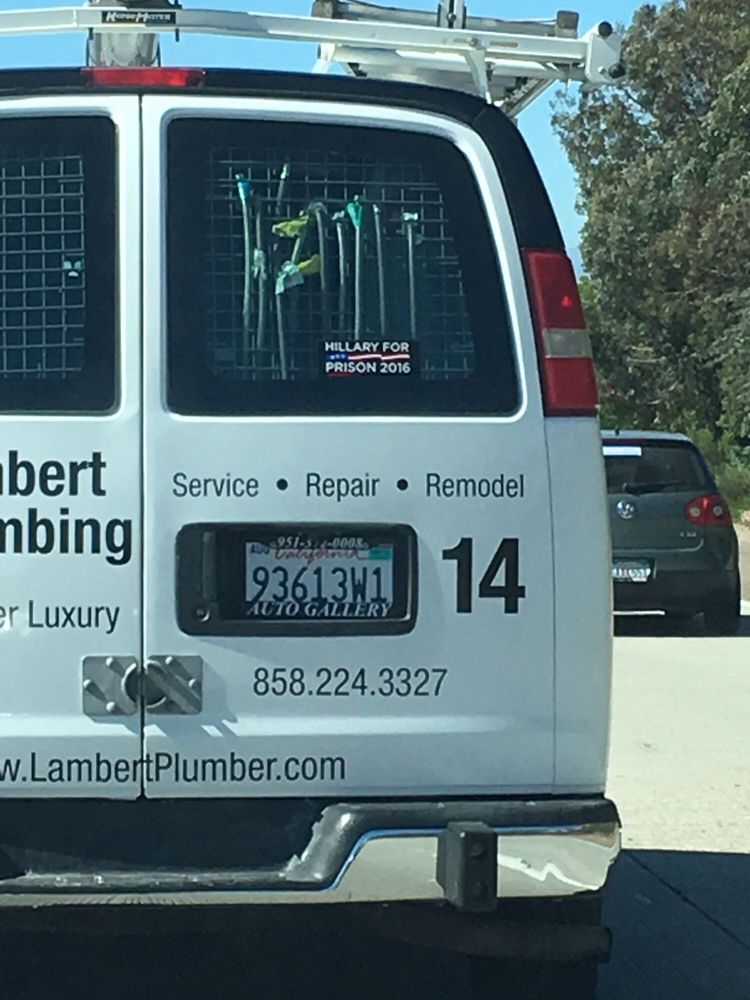 HILLARY FOR
PRISON 2016
Service • Repair • Remodel
bert
mbing
er Luxury
AUG
California
93613W1
AUTO GALLERY
14
858.224.3327
w.LambertPlumber.com